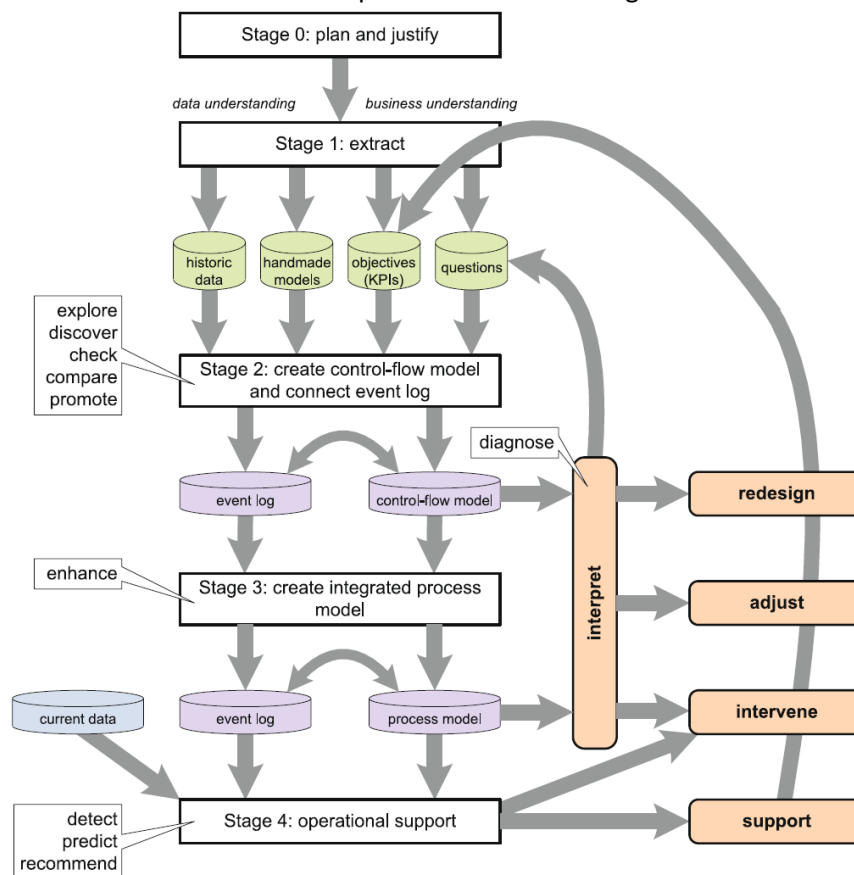 Stage 0: plan and justify
data understanding
business understanding
Stage 1: extract
historic
data
handmade
models
objectives
(KPIs)
questions
explore
discover
check
compare
promote
Stage 2: create control-flow model
and connect event log
diagnose
event log
control-flow model
redesign
enhance
Stage 3: create integrated process
model
interpret
adjust
current data
event log
process model
intervene
detect
predict
recommend
Stage 4: operational support
support